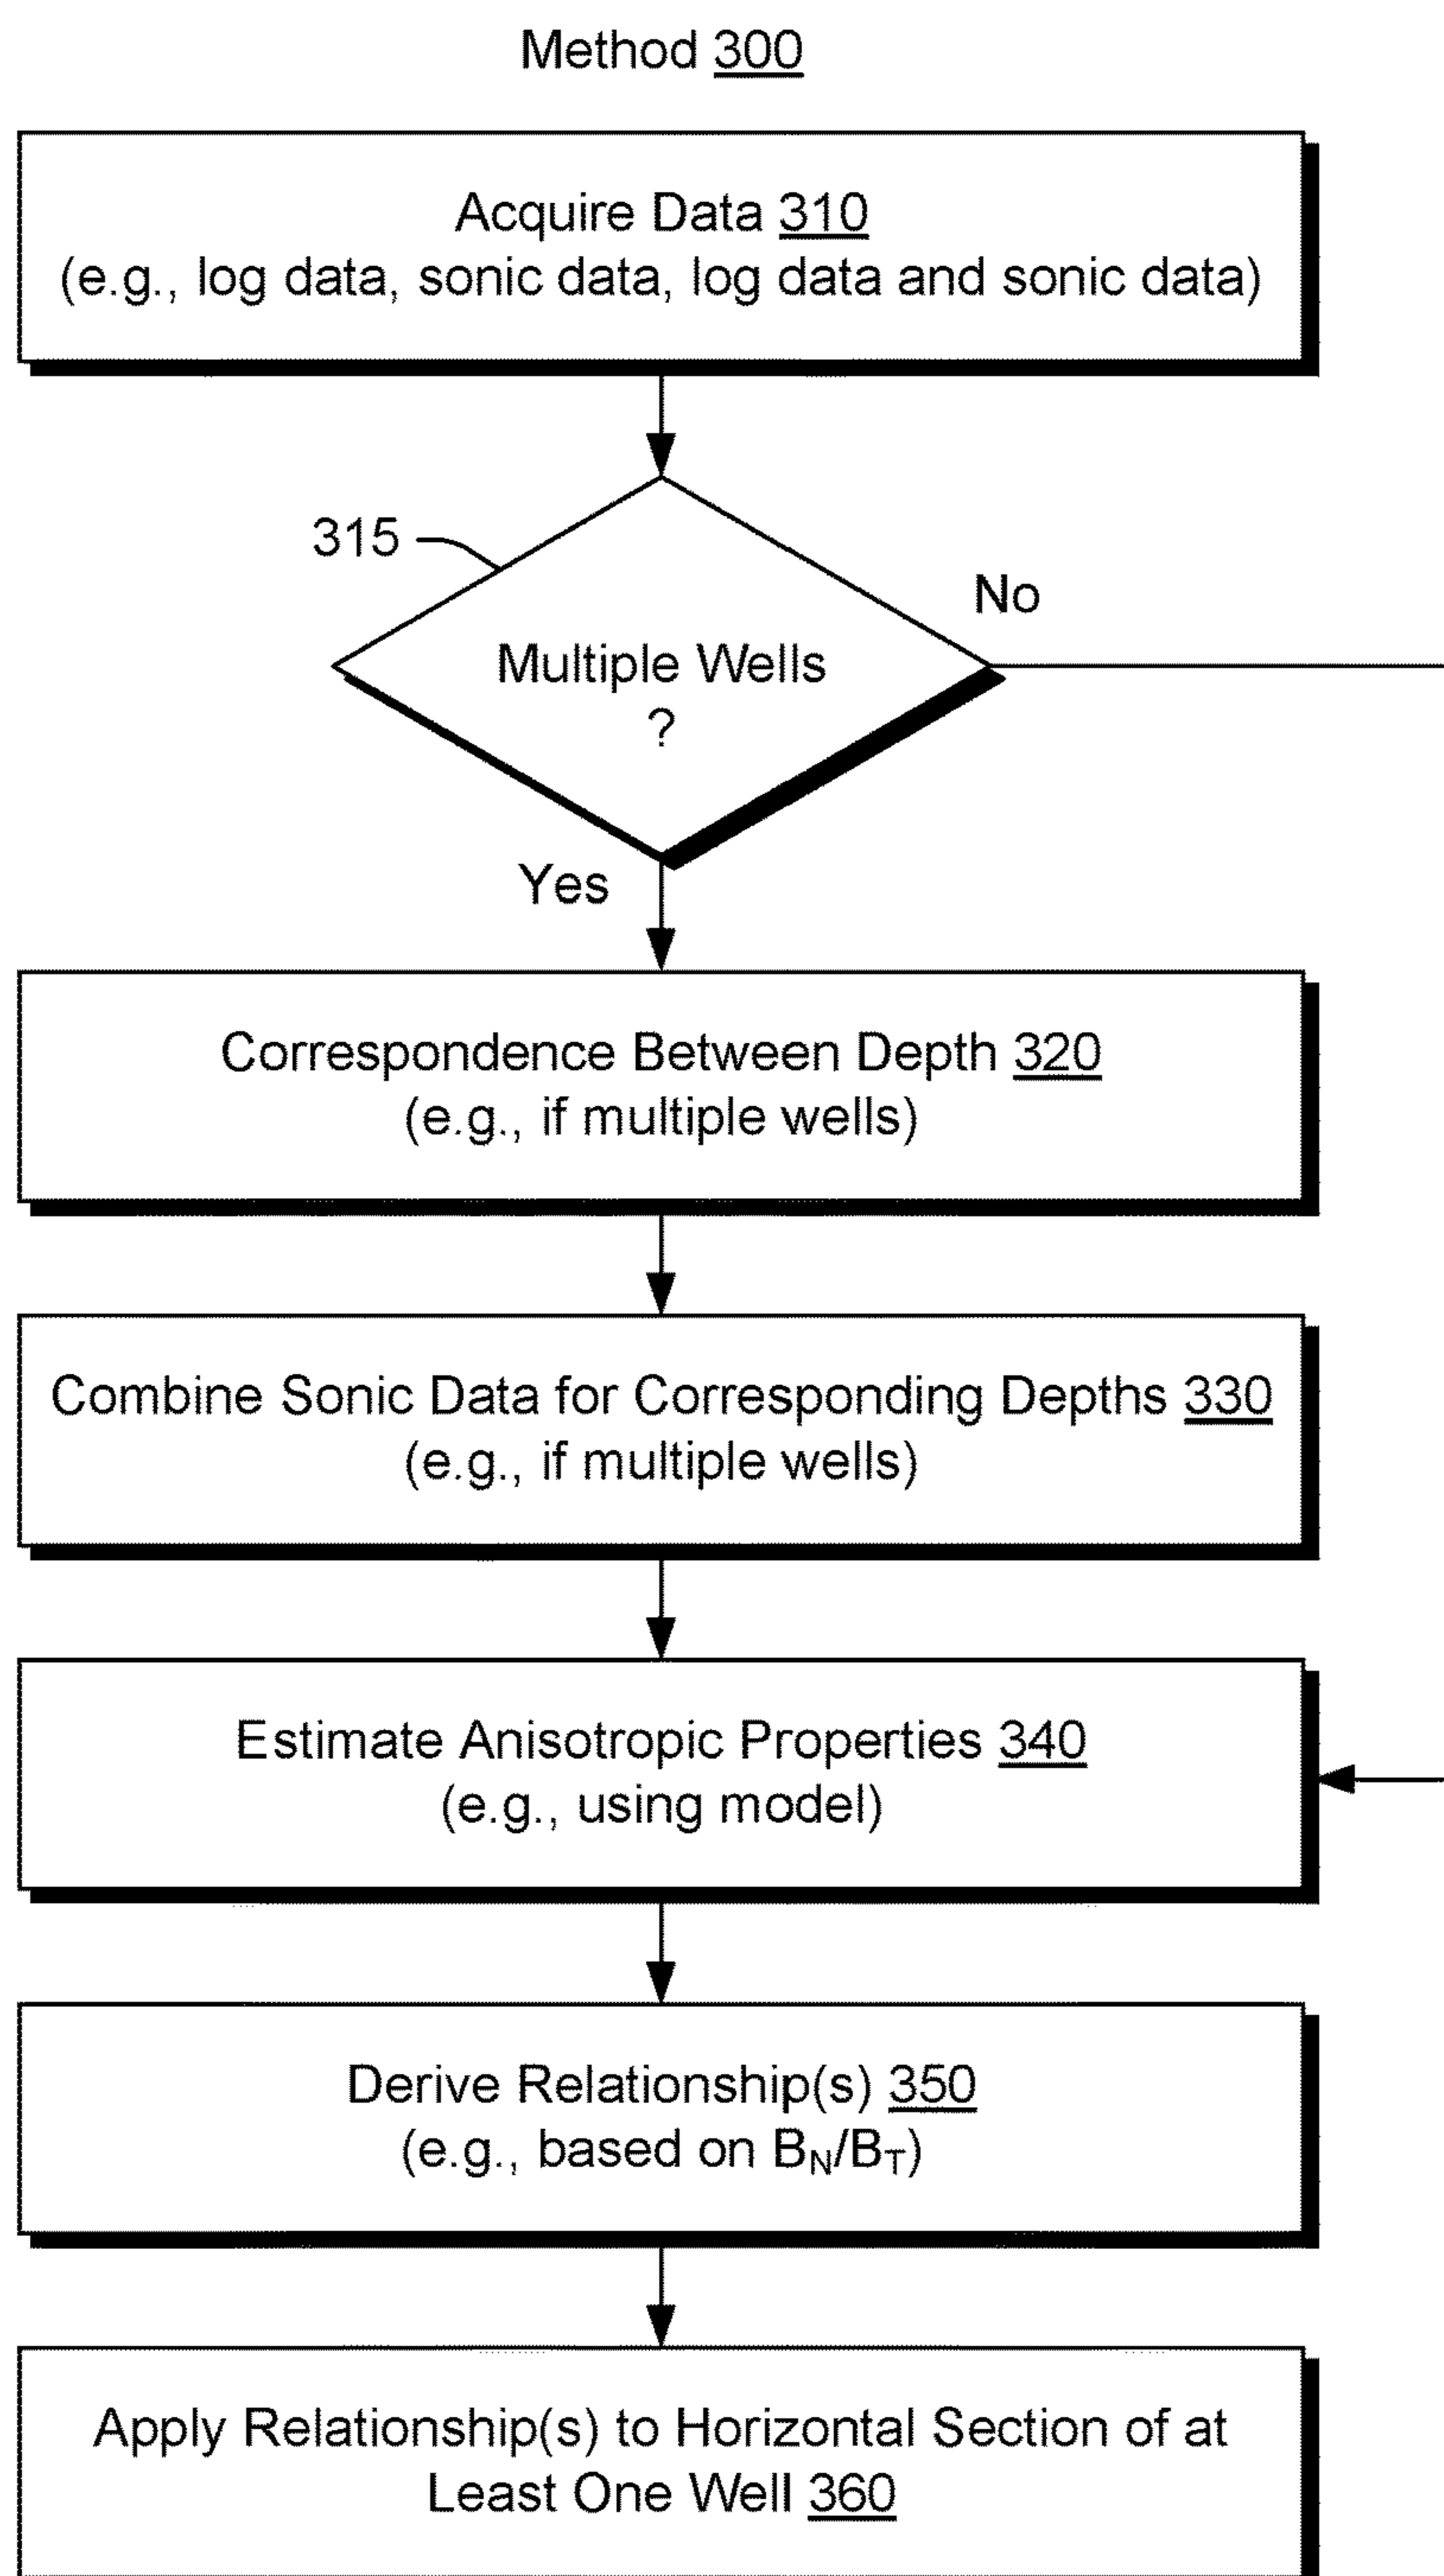 Method 300
Acquire Data 310
(e.g., log data, sonic data, log data and sonic data)
315
No
Multiple Wells
?
Yes
Correspondence Between Depth 320
(e.g., if multiple wells)
Combine Sonic Data for Corresponding Depths 330
(e.g., if multiple wells)
Estimate Anisotropic Properties 340
(e.g., using model)
Derive Relationship(s) 350
(e.g., based on BN/BT)
Apply Relationship(s) to Horizontal Section of at
Least One Well 360